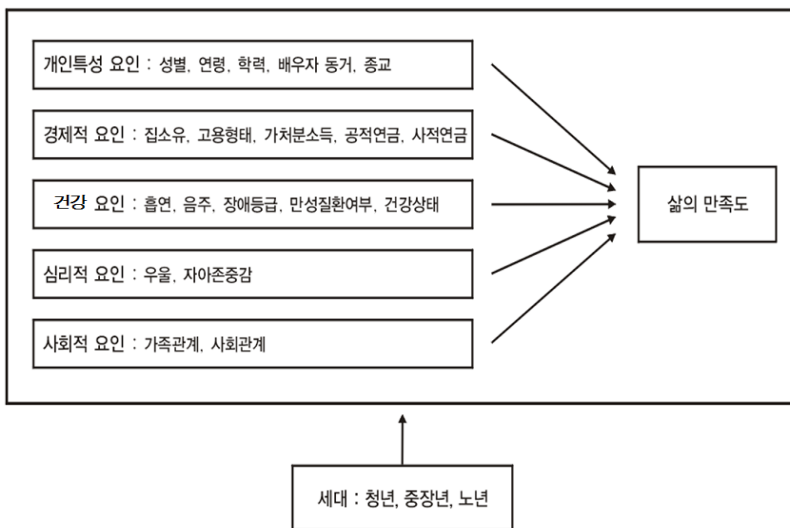 개인특성 요인 : 성별, 연령, 학력, 배우자 동거, 종교
경제적 요인 : 집소유, 고용형태, 가처분소득, 공적연금, 사적연금
건강 요인 : 흡연, 음주, 장애등급, 만성질환여부, 건강상태
삶의 만족도
심리적 요인 : 우울, 자아존중감
사회적 요인 : 가족관계, 사회관계
세대 : 청년, 중장년, 노년